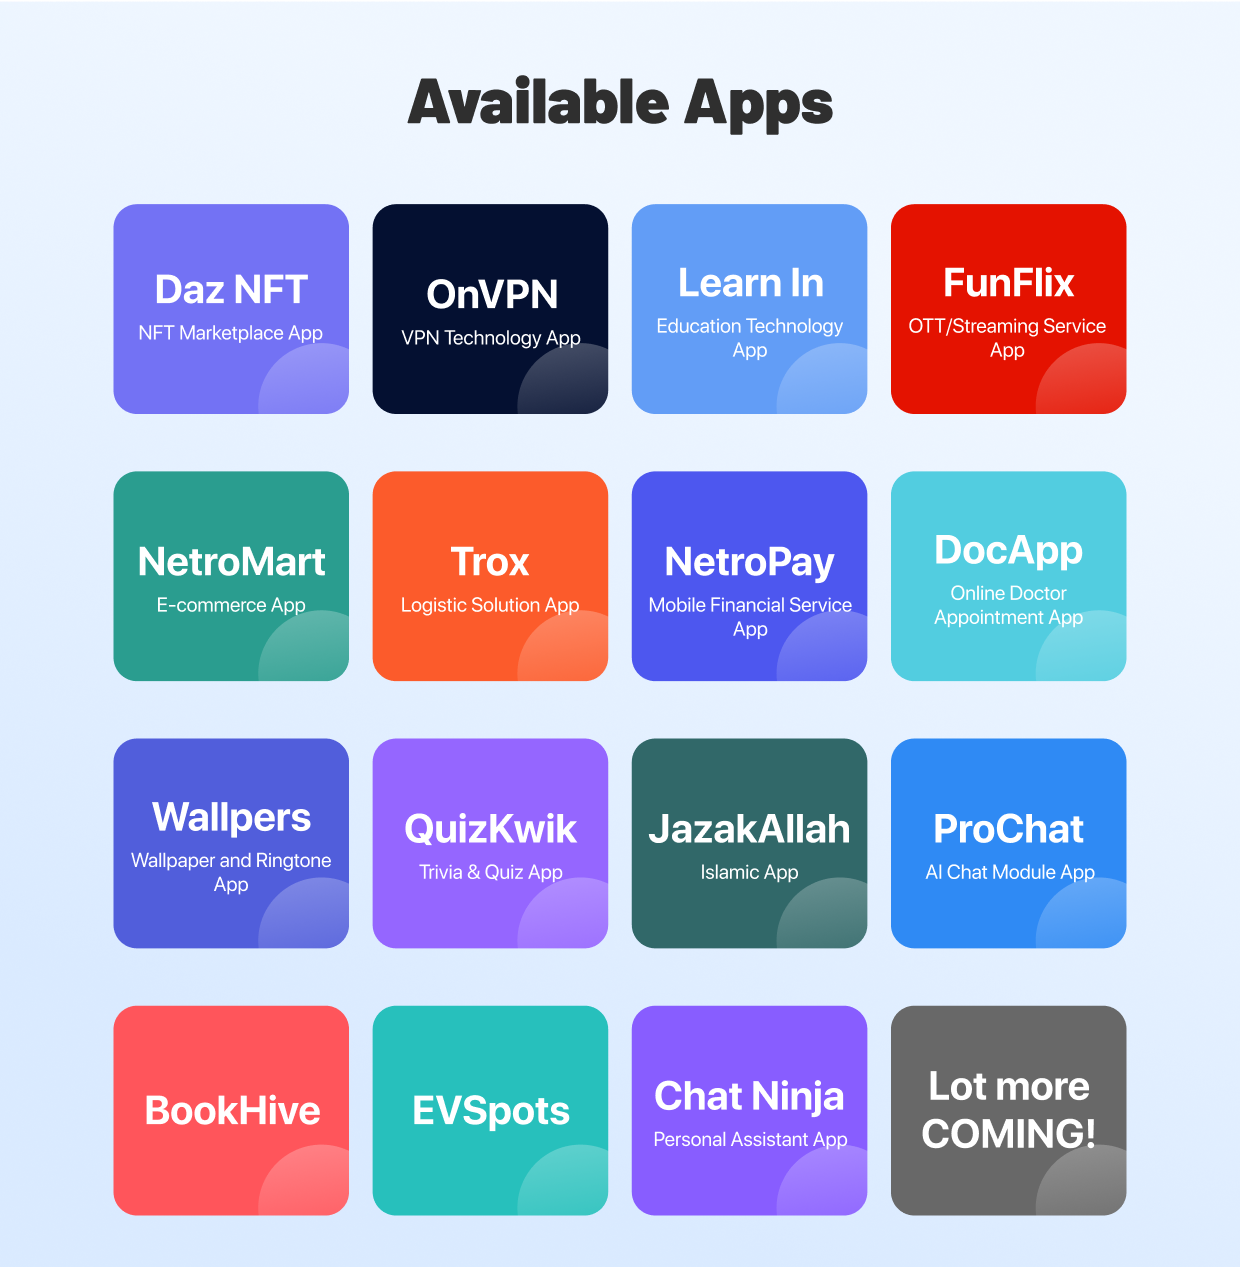 Available Apps
Daz NFT
NFT Marketplace App
OnVPN
VPN Technology App
Learn In
Education Technology
App
FunFlix
OTT/Streaming Service
App
NetroMart
E-commerce App
Trox
Logistic Solution App
NetroPay
Mobile Financial Service
App
DocApp
Online Doctor
Appointment App
Wallpers
Wallpaper and Ringtone
App
QuizKwik
Trivia & Quiz App
JazakAllah
Islamic App
ProChat
AI Chat Module App
BookHive
EVSpots
Chat Ninja
Personal Assistant App
Lot more
COMING!